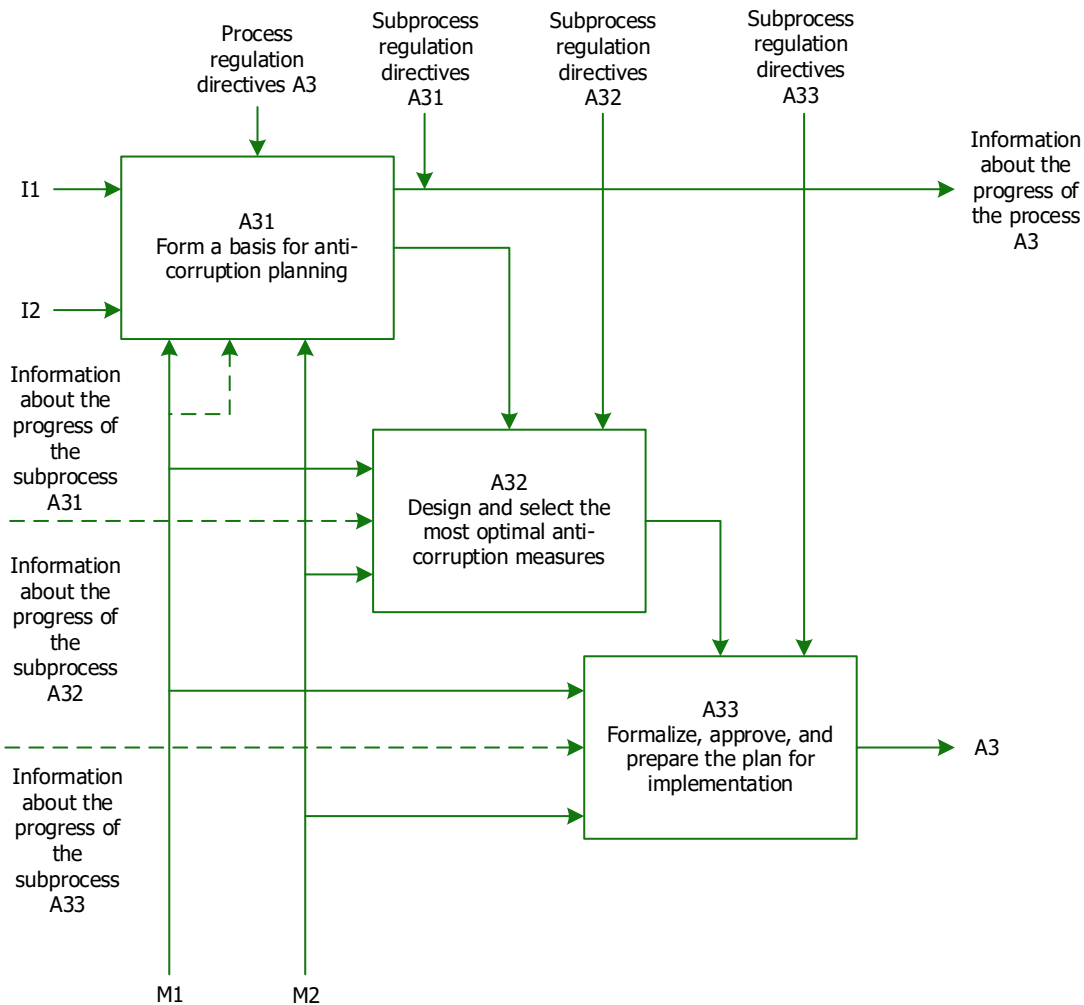 Process
regulation
directives A3
Subprocess
regulation
directives
A31
Subprocess
regulation
directives
A32
Subprocess
regulation
directives
A33
Information
about the
progress of
the process
A3
I1
I2
A31
Form a basis for anti-
corruption planning
Information
about the
progress of
the
subprocess
A31
A32
Design and select the
most optimal anti-
corruption measures
Information
about the
progress of
the
subprocess
A32
A33
Formalize, approve, and
prepare the plan for
implementation
A3
Information
about the
progress of
the
subprocess
A33
M1
M2